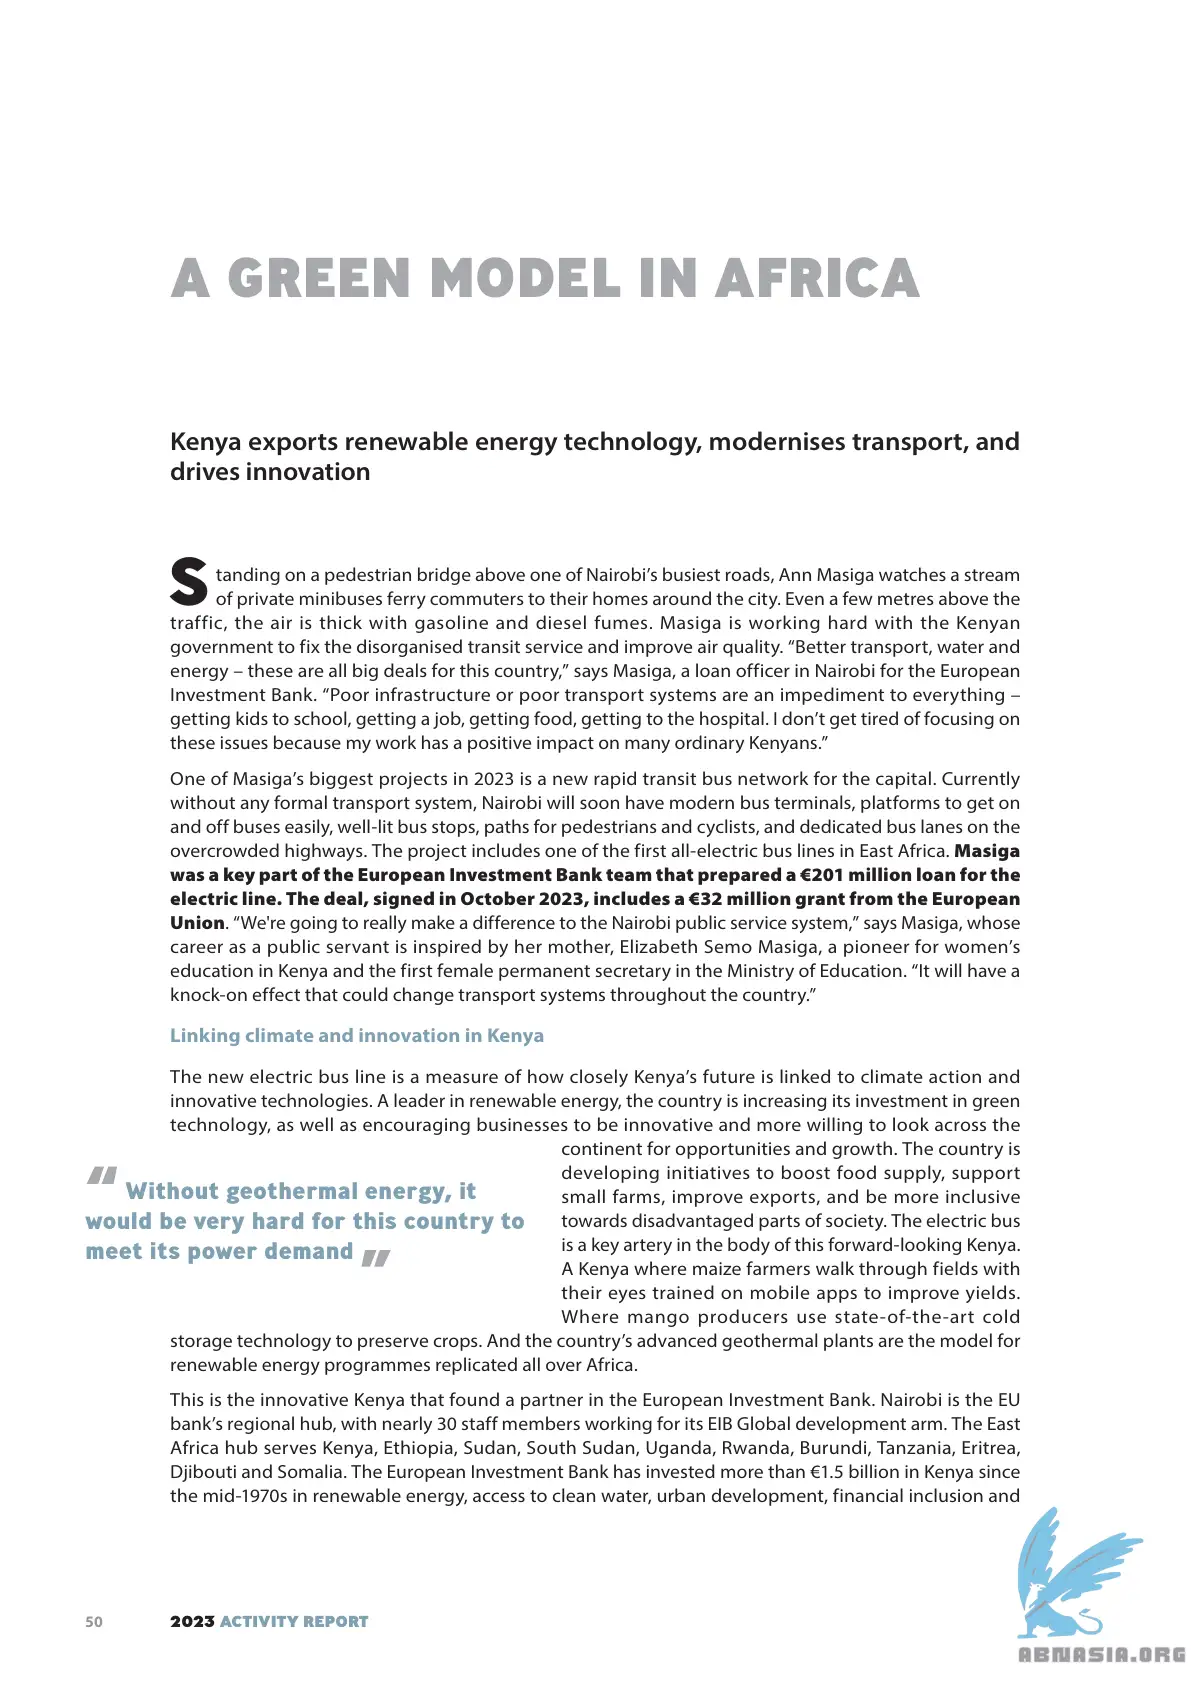 A GREEN MODEL IN AFRICA
Kenya exports renewable energy technology, modernises transport, and
drives innovation
Standing on a pedestrian bridge above one of Nairobi’s busiest roads, Ann Masiga watches a stream
of private minibuses ferry commuters to their homes around the city. Even a few metres above the
traffic, the air is thick with gasoline and diesel fumes. Masiga is working hard with the Kenyan
government to fix the disorganised transit service and improve air quality. “Better transport, water and
energy – these are all big deals for this country,” says Masiga, a loan officer in Nairobi for the European
Investment Bank. “Poor infrastructure or poor transport systems are an impediment to everything –
getting kids to school, getting a job, getting food, getting to the hospital. I don’t get tired of focusing on
these issues because my work has a positive impact on many ordinary Kenyans.”
One of Masiga’s biggest projects in 2023 is a new rapid transit bus network for the capital. Currently
without any formal transport system, Nairobi will soon have modern bus terminals, platforms to get on
and off buses easily, well-lit bus stops, paths for pedestrians and cyclists, and dedicated bus lanes on the
overcrowded highways. The project includes one of the first all-electric bus lines in East Africa. Masiga
was a key part of the European Investment Bank team that prepared a €201 million loan for the
electric line. The deal, signed in October 2023, includes a €32 million grant from the European
Union. “We're going to really make a difference to the Nairobi public service system,” says Masiga, whose
career as a public servant is inspired by her mother, Elizabeth Semo Masiga, a pioneer for women’s
education in Kenya and the first female permanent secretary in the Ministry of Education. “It will have a
knock-on effect that could change transport systems throughout the country.”
Linking climate and innovation in Kenya
The new electric bus line is a measure of how closely Kenya’s future is linked to climate action and
innovative technologies. A leader in renewable energy, the country is increasing its investment in green
technology, as well as encouraging businesses to be innovative and more willing to look across the
continent for opportunities and growth. The country is
developing initiatives to boost food supply, support
small farms, improve exports, and be more inclusive
towards disadvantaged parts of society. The electric bus
is a key artery in the body of this forward-looking Kenya.
A Kenya where maize farmers walk through fields with
their eyes trained on mobile apps to improve yields.
Where mango producers use state-of-the-art cold
storage technology to preserve crops. And the country’s advanced geothermal plants are the model for
renewable energy programmes replicated all over Africa.
“ Without geothermal energy, it
would be very hard for this country to
meet its power demand ”
This is the innovative Kenya that found a partner in the European Investment Bank. Nairobi is the EU
bank’s regional hub, with nearly 30 staff members working for its EIB Global development arm. The East
Africa hub serves Kenya, Ethiopia, Sudan, South Sudan, Uganda, Rwanda, Burundi, Tanzania, Eritrea,
Djibouti and Somalia. The European Investment Bank has invested more than €1.5 billion in Kenya since
the mid-1970s in renewable energy, access to clean water, urban development, financial inclusion and
50 2023 ACTIVITY REPORT
ABNASIA.ORG